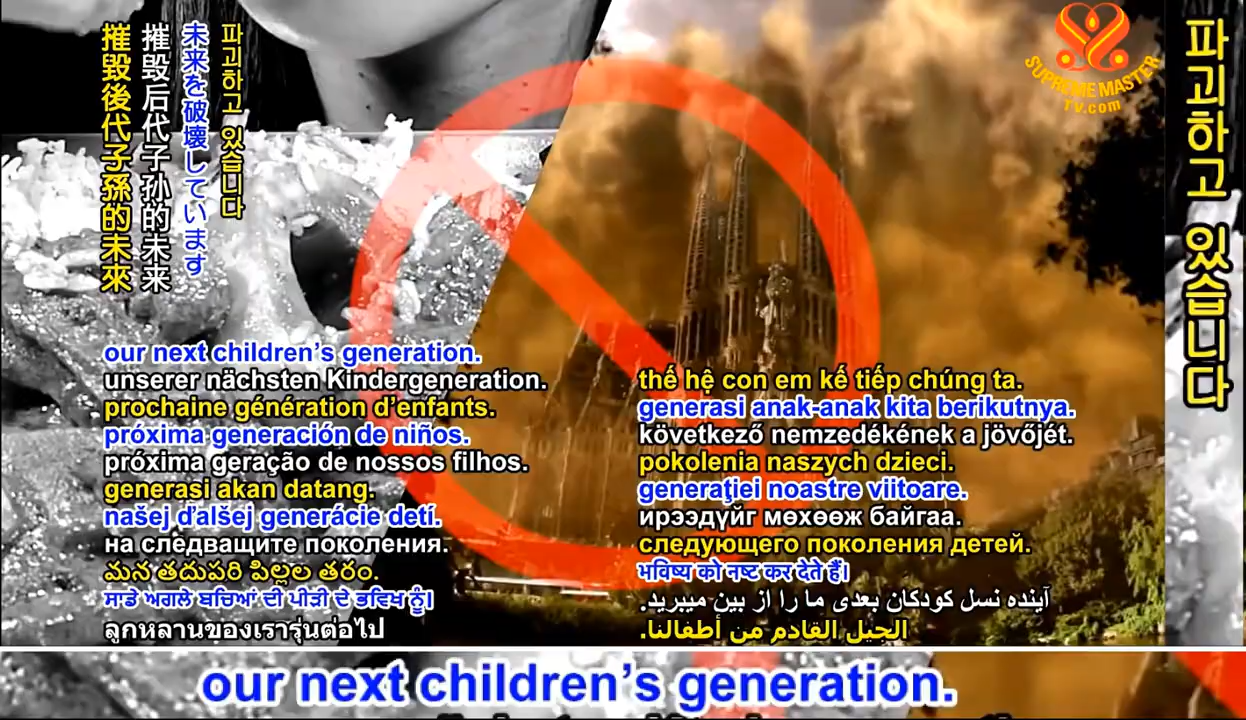 파괴하고 있습니다
未来を破壊しています
摧毁后代子孙的未来
摧毀後代子孫的未來
our next children's generation.
unserer nächsten Kindergeneration.
prochaine génération d'enfants.
próxima generación de niños.
próxima geração de nossos filhos.
generasi akan datang.
našej ďalšej generácie detí.
на следващите поколения.
మన తదుపరి పిల్లల తరం.
ਸਾਡੇ ਅਗਲੇ ਬਚਿਆਂ ਦੀ ਪੀੜੀ ਦੇ ਭਵਿਖ ਨੂੰ।
ลูกหลานของเรารุ่นต่อไป
thế hệ con em kế tiếp chúng ta.
generasi anak-anak kita berikutnya.
következő nemzedékének a jövőjét.
pokolenia naszych dzieci.
generaţiei noastre viitoare.
ирээдүйг мөхөөж байгаа.
следующего поколения детей.
भविष्य को नष्ट कर देते हैं।
آینده نسل کودکان بعدی ما را از بین میبرید.
الجيل القادم من أطفالنا.
SUPREME MASTER
TV.com
파괴하고 있습니다
our next children's generation.